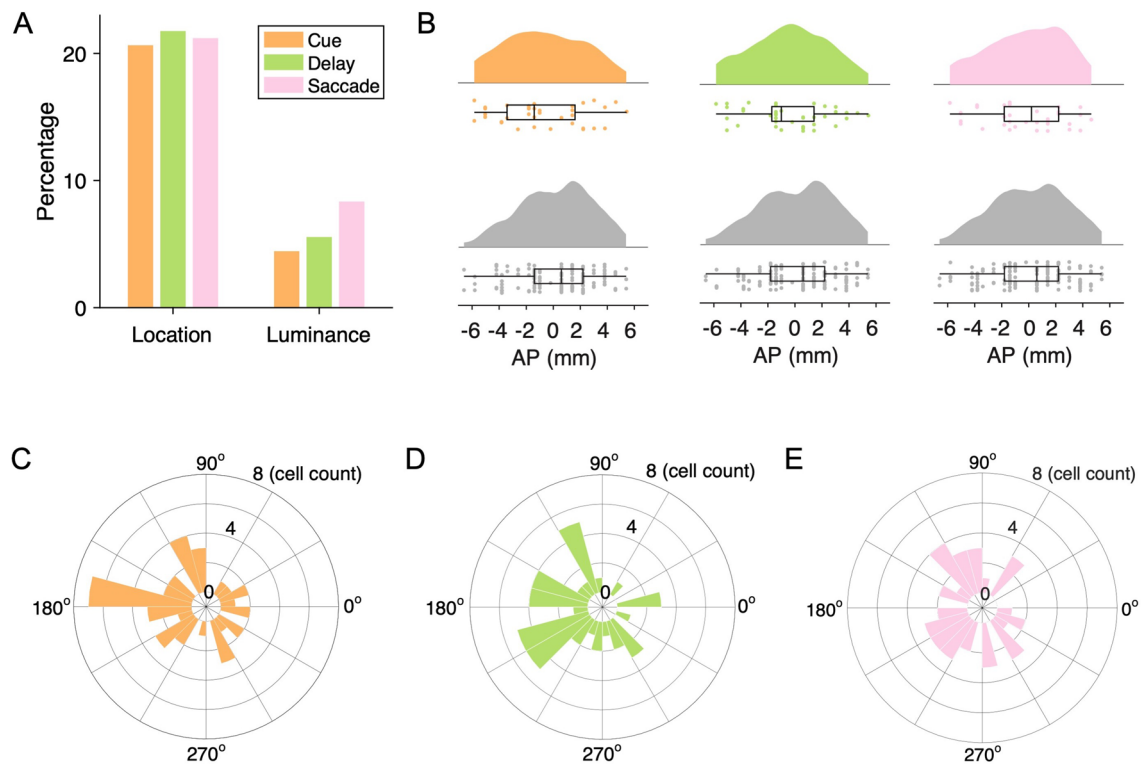 A
B
Cue
Delay
Saccade
20
10
0
Percentage
Location
Luminance
-6 -4 -2 0 2 4 6
AP (mm)
-6 -4 -2 0 2 4 6
AP (mm)
-6 -4 -2 0 2 4 6
AP (mm)
C
90°
8 (cell count)
4
0
180°
0°
270°
D
90°
8 (cell count)
4
0
180°
0°
270°
E
90°
8 (cell count)
4
0
180°
0°
270°